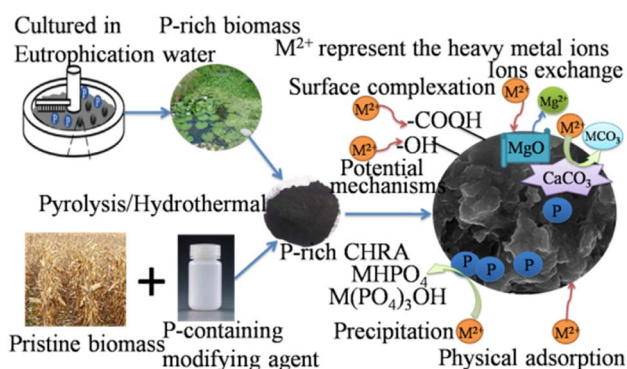 Cultured in
Eutrophication water
P-rich biomass
M²⁺ represent the heavy metal ions
Surface complexation
Ions exchange
M²⁺
Mg²⁺
M²⁺
M²⁺
-COOH
MCO₃
M²⁺
-OH
MgO
Potential
mechanisms
CaCO₃
Pyrolysis/Hydrothermal
P
P-rich CHRA
MHPO₄
M(PO₄)₃OH
P
P
P
Precipitation
M²⁺
M²⁺
+
Pristine biomass
P-containing
modifying agent
Physical adsorption